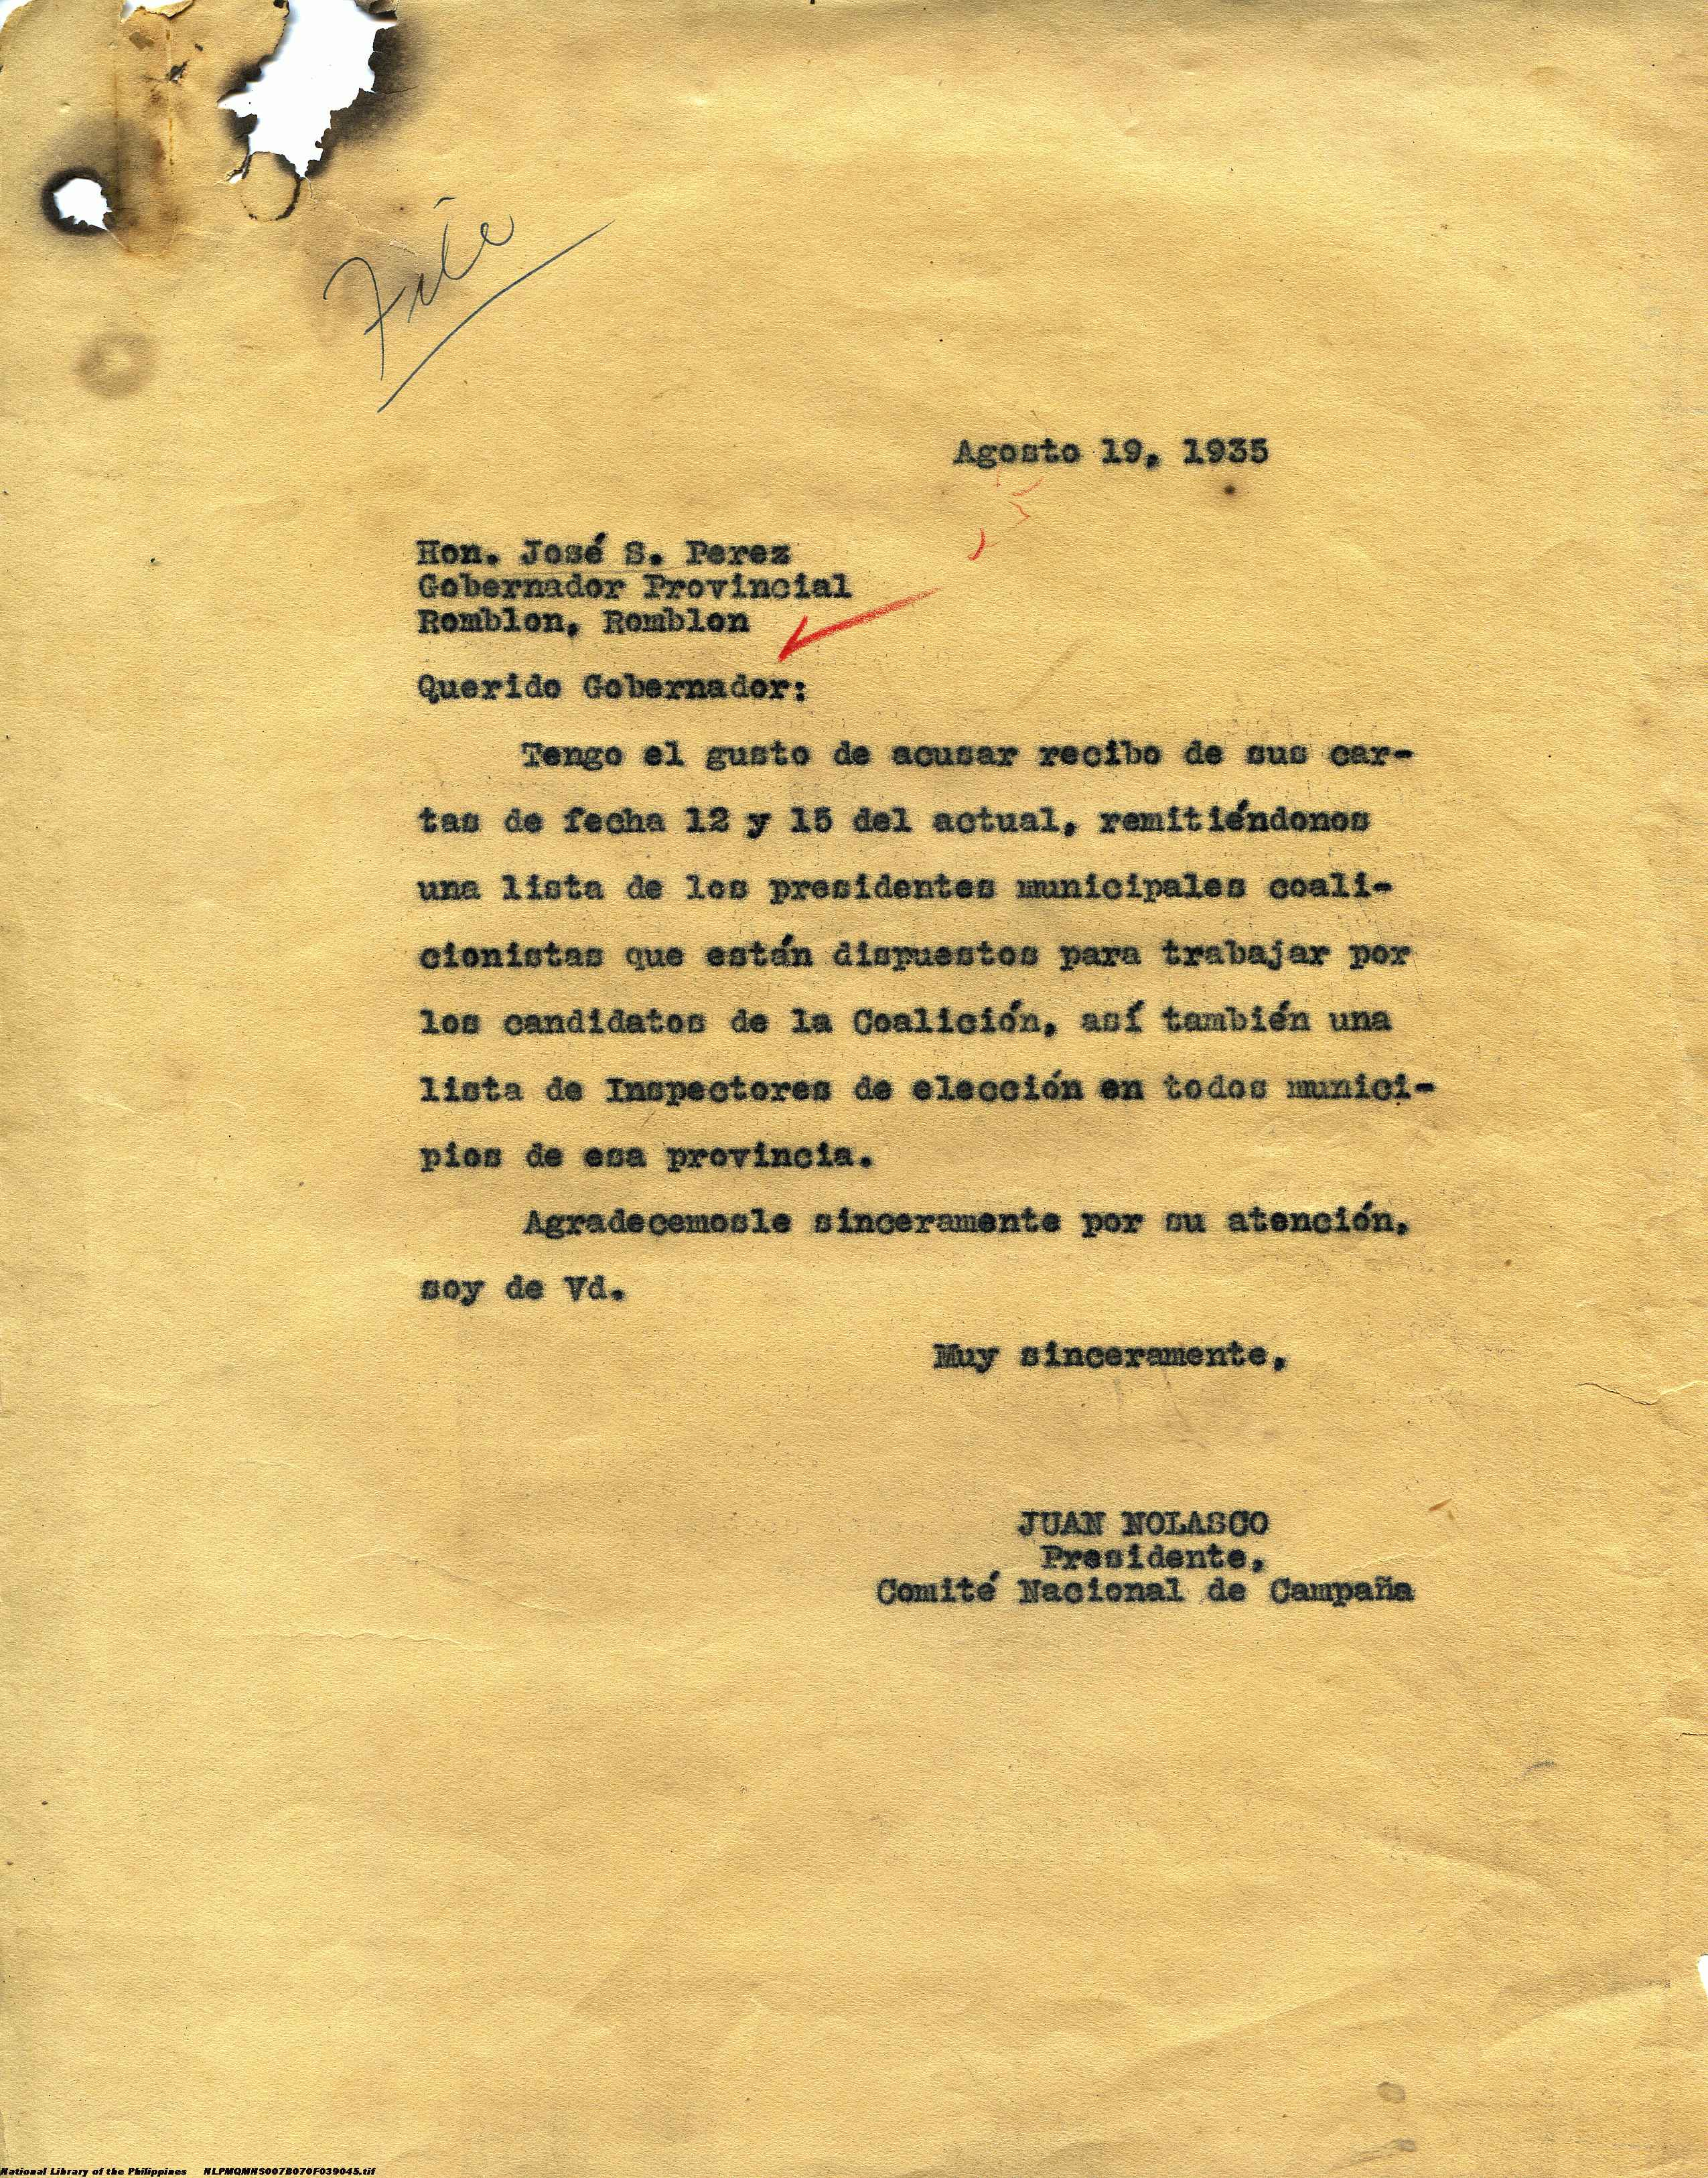 File
Agosto 19, 1935
Hon. José S. Perez
Gobernador Provincial
Romblon, Romblon
Querido Gobernador:
Tengo el gusto de acusar recibo de sus car-
tas de fecha 12 y 15 del actual, remitiéndonos
una lista de los presidentes municipales coali-
cionistas que están dispuestos para trabajar por
los candidatos de la Coalición, así también una
lista de Inspectores de elección en todos munici-
pios de esa provincia.
Agradecemosle sinceramente por su atención,
soy de Vd.
Muy sinceramente,
JUAN NOLASCO
Presidente,
Comité Nacional de Campaña
National Library of the Philippines NLPMQMNS007B070F039045.tif